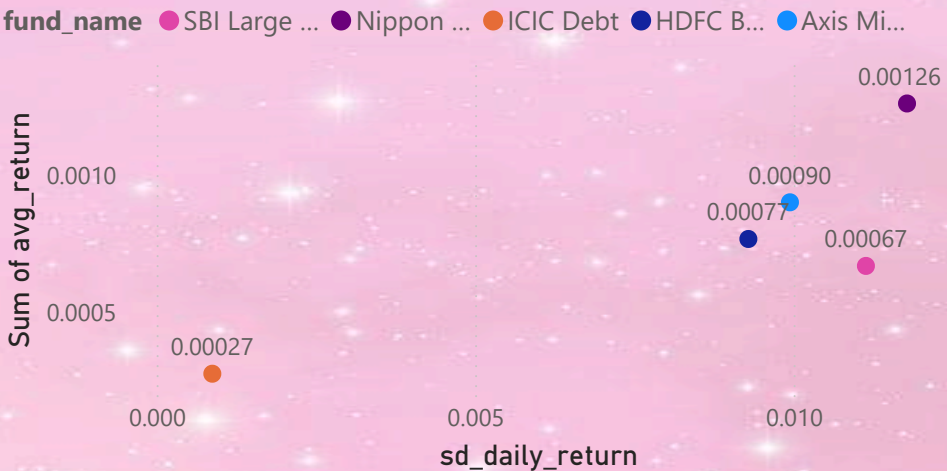 fund_name SBI Large ... Nippon ... ICIC Debt HDFC B... Axis Mi...
0.00126
0.0010
0.00090
0.00077
0.00067
Sum of avg_return
0.0005
0.00027
0.000 0.005 0.010
sd_daily_return